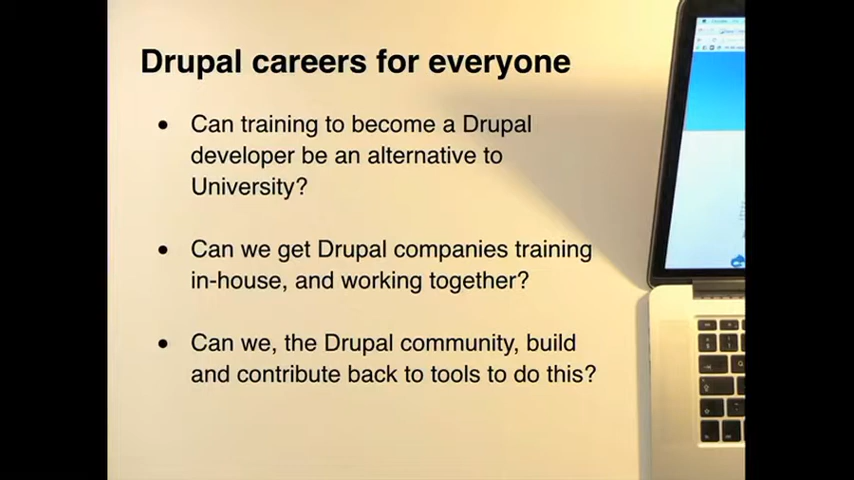 Drupal careers for everyone
• Can training to become a Drupal
developer be an alternative to
University?
• Can we get Drupal companies training
in-house, and working together?
• Can we, the Drupal community, build
and contribute back to tools to do this?